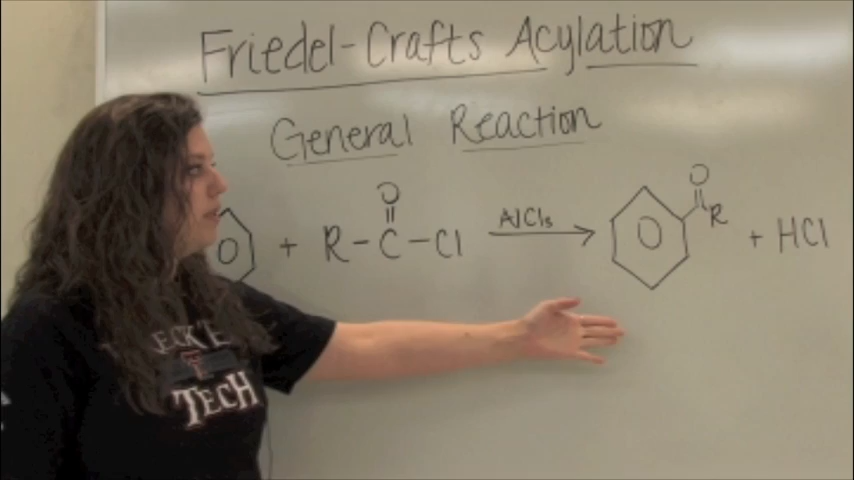 Friedel-Crafts Acylation
General Reaction
O
+ R-C-Cl AlCl3 O R + HCl
TECH